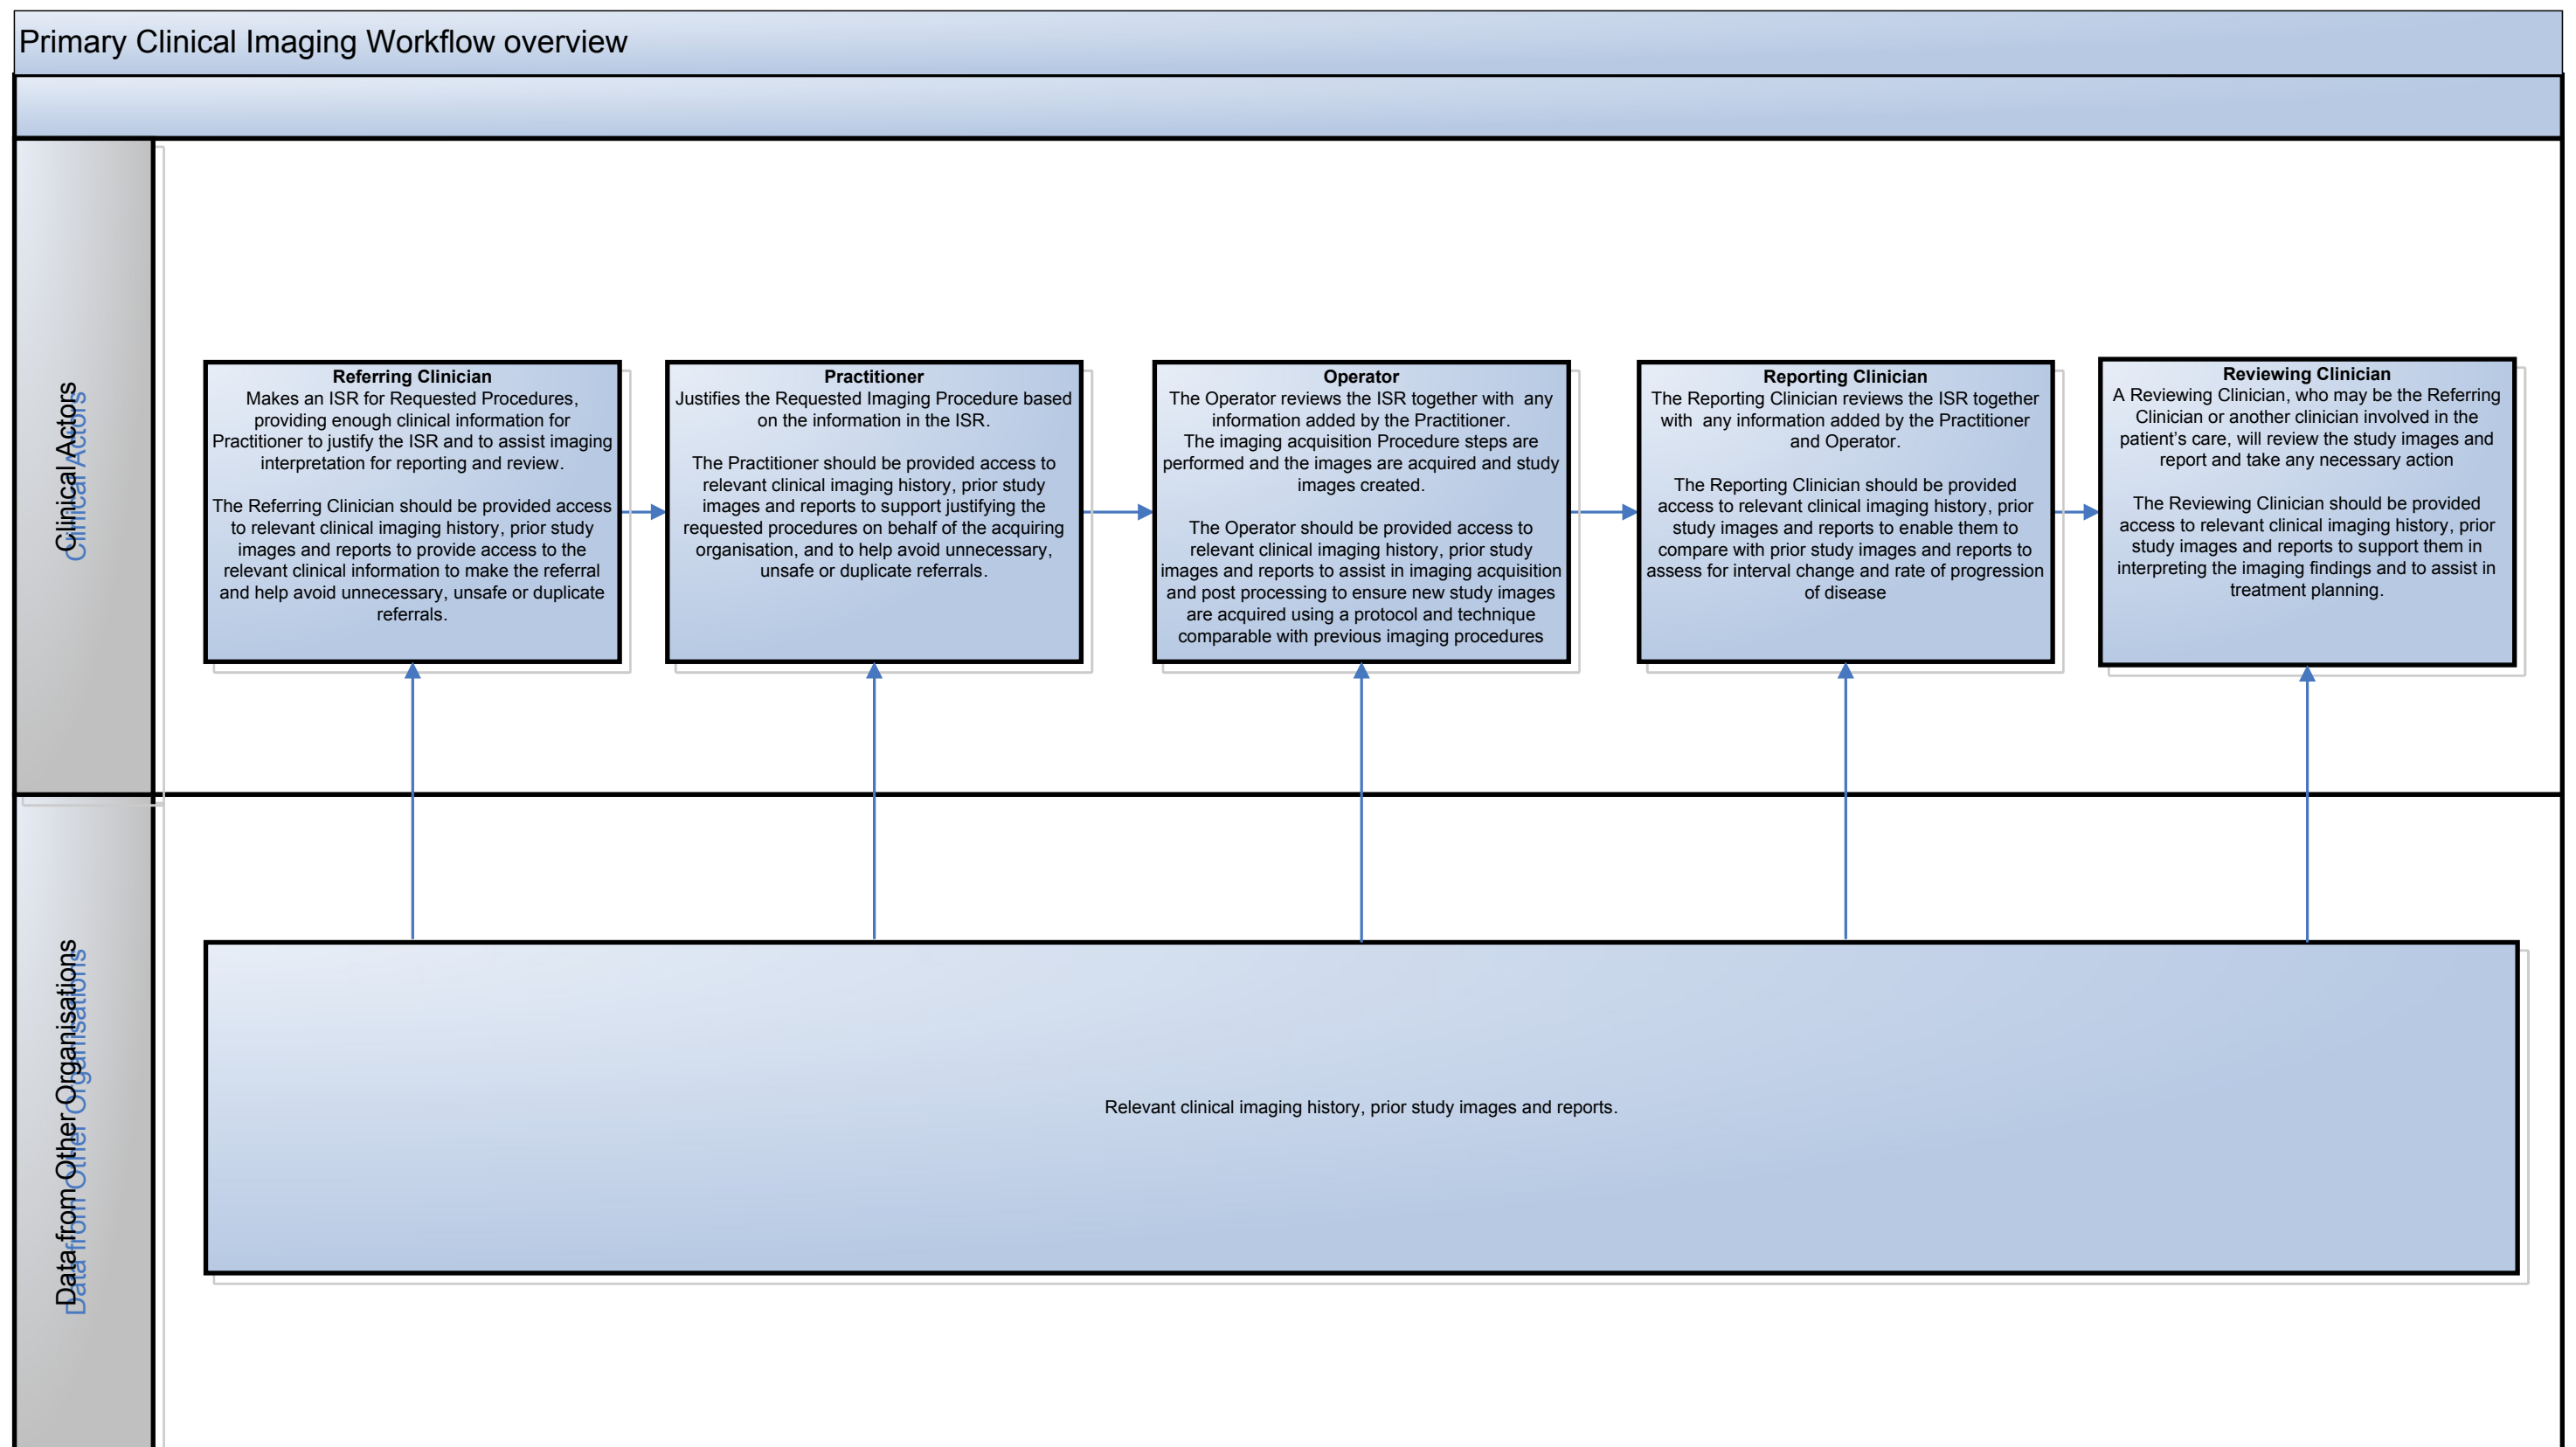 Primary Clinical Imaging Workflow overview
Clinical Actors
Referring Clinician
Makes an ISR for Requested Procedures,
providing enough clinical information for
Practitioner to justify the ISR and to assist imaging
interpretation for reporting and review.
The Referring Clinician should be provided access
to relevant clinical imaging history, prior study
images and reports to provide access to the
relevant clinical information to make the referral
and help avoid unnecessary, unsafe or duplicate
referrals.
Practitioner
Justifies the Requested Imaging Procedure based
on the information in the ISR.
The Practitioner should be provided access to
relevant clinical imaging history, prior study
images and reports to support justifying the
requested procedures on behalf of the acquiring
organisation, and to help avoid unnecessary,
unsafe or duplicate referrals.
Operator
The Operator reviews the ISR together with any
information added by the Practitioner.
The imaging acquisition Procedure steps are
performed and the images are acquired and study
images created.
The Operator should be provided access to
relevant clinical imaging history, prior study
images and reports to assist in imaging acquisition
and post processing to ensure new study images
are acquired using a protocol and technique
comparable with previous imaging procedures
Reporting Clinician
The Reporting Clinician reviews the ISR together
with any information added by the Practitioner
and Operator.
The Reporting Clinician should be provided
access to relevant clinical imaging history, prior
study images and reports to enable them to
compare with prior study images and reports to
assess for interval change and rate of progression
of disease
Reviewing Clinician
A Reviewing Clinician, who may be the Referring
Clinician or another clinician involved in the
patient's care, will review the study images and
report and take any necessary action
The Reviewing Clinician should be provided
access to relevant clinical imaging history, prior
study images and reports to support them in
interpreting the imaging findings and to assist in
treatment planning.
Data from Other Organisations
Relevant clinical imaging history, prior study images and reports.